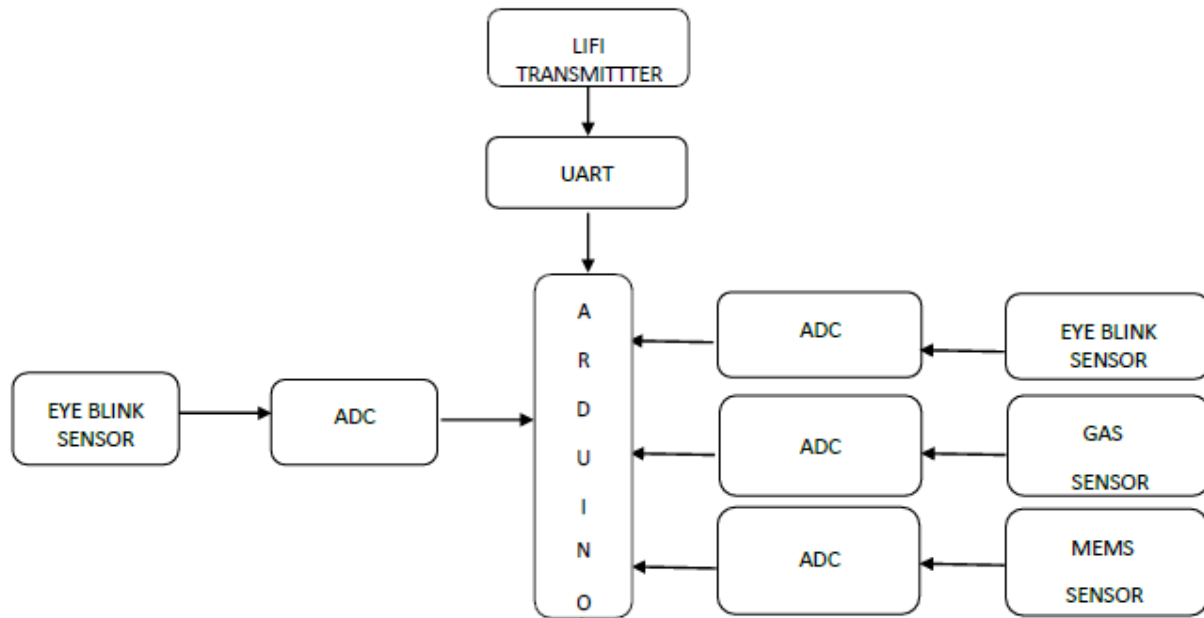 LIFI
TRANSMITTTER
UART
A
R
D
U
I
N
O
ADC
EYE BLINK
SENSOR
EYE BLINK
SENSOR
ADC
ADC
GAS
SENSOR
ADC
MEMS
SENSOR